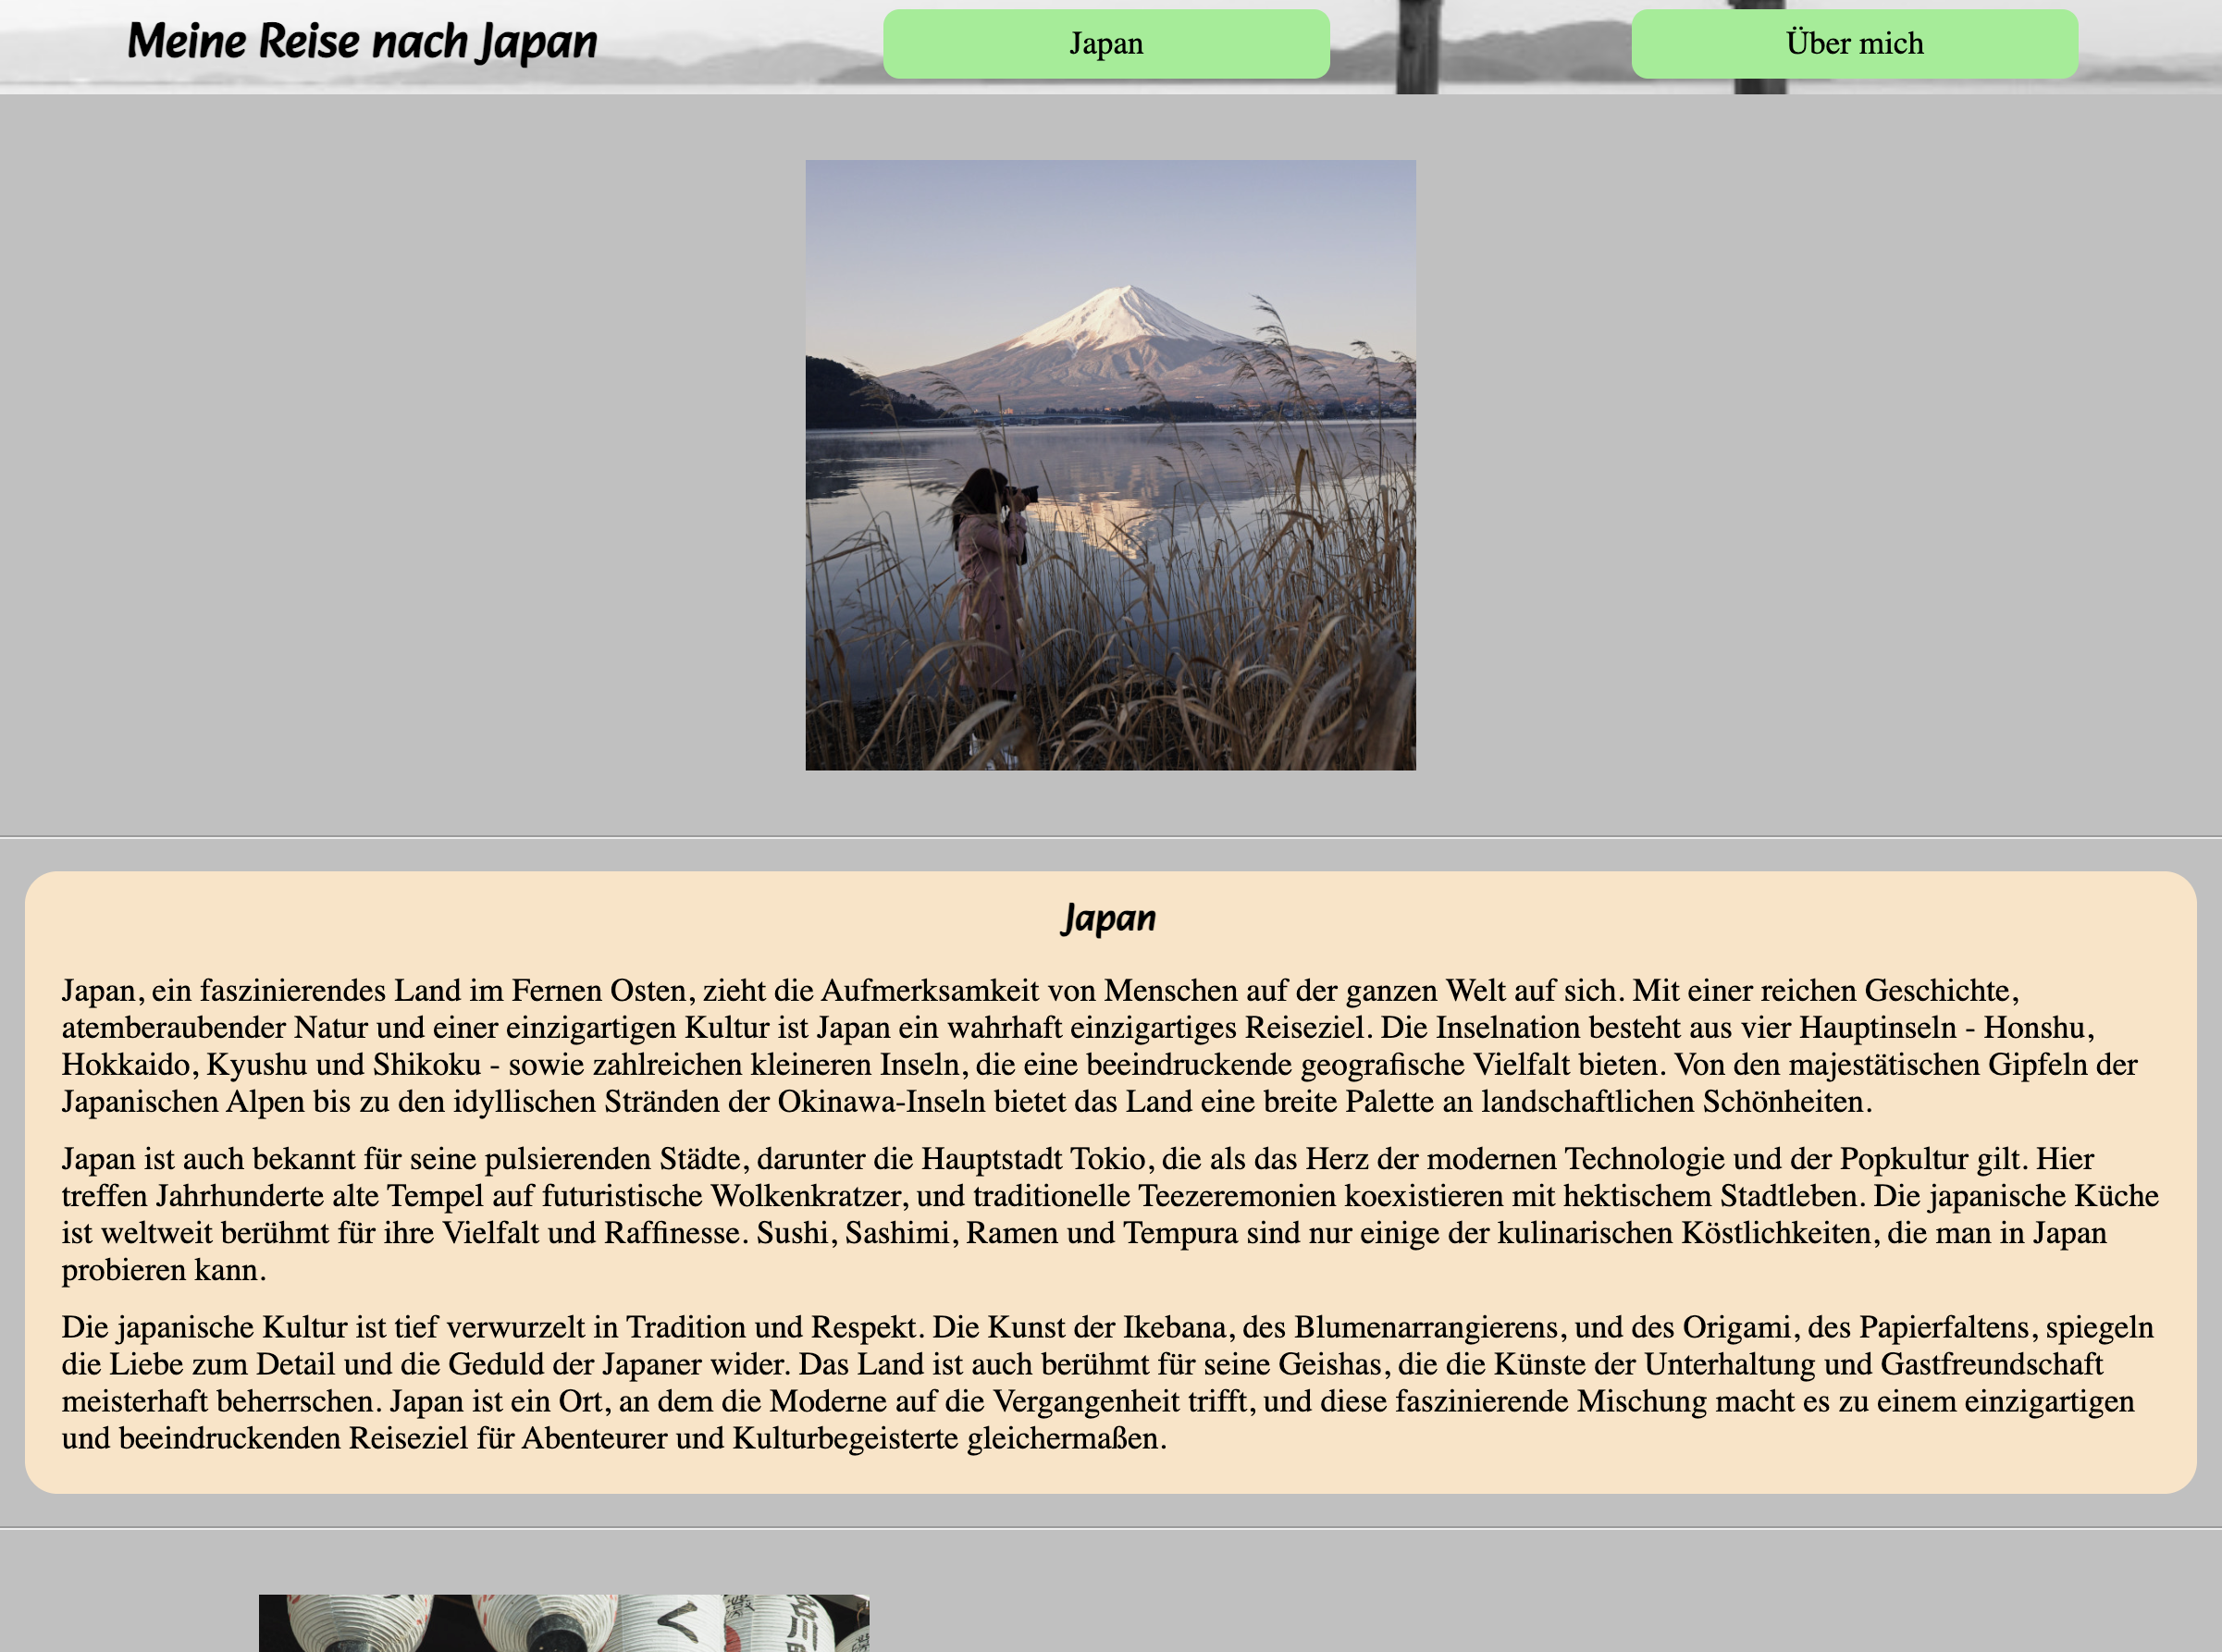 Meine Reise nach Japan
Japan
Über mich
Japan
Japan, ein faszinierendes Land im Fernen Osten, zieht die Aufmerksamkeit von Menschen auf der ganzen Welt auf sich. Mit einer reichen Geschichte,
atemberaubender Natur und einer einzigartigen Kultur ist Japan ein wahrhaft einzigartiges Reiseziel. Die Inselnation besteht aus vier Hauptinseln - Honshu,
Hokkaido, Kyushu und Shikoku - sowie zahlreichen kleineren Inseln, die eine beeindruckende geografische Vielfalt bieten. Von den majestätischen Gipfeln der
Japanischen Alpen bis zu den idyllischen Stränden der Okinawa-Inseln bietet das Land eine breite Palette an landschaftlichen Schönheiten.
Japan ist auch bekannt für seine pulsierenden Städte, darunter die Hauptstadt Tokio, die als das Herz der modernen Technologie und der Popkultur gilt. Hier
treffen Jahrhunderte alte Tempel auf futuristische Wolkenkratzer, und traditionelle Teezeremonien koexistieren mit hektischem Stadtleben. Die japanische Küche
ist weltweit berühmt für ihre Vielfalt und Raffinesse. Sushi, Sashimi, Ramen und Tempura sind nur einige der kulinarischen Köstlichkeiten, die man in Japan
probieren kann.
Die japanische Kultur ist tief verwurzelt in Tradition und Respekt. Die Kunst der Ikebana, des Blumenarrangierens, und des Origami, des Papierfaltens, spiegeln
die Liebe zum Detail und die Geduld der Japaner wider. Das Land ist auch berühmt für seine Geishas, die die Künste der Unterhaltung und Gastfreundschaft
meisterhaft beherrschen. Japan ist ein Ort, an dem die Moderne auf die Vergangenheit trifft, und diese faszinierende Mischung macht es zu einem einzigartigen
und beeindruckenden Reiseziel für Abenteurer und Kulturbegeisterte gleichermaßen.